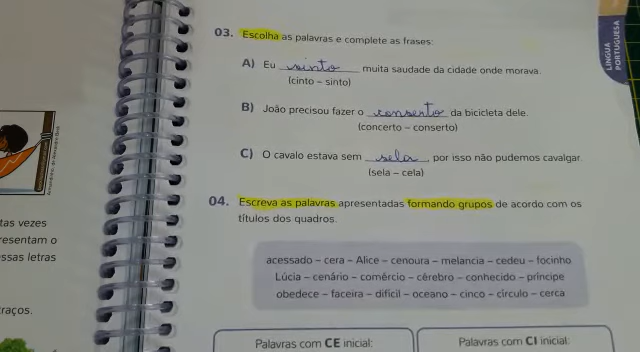 LÍNGUA
PORTUGUESA
03. Escolha as palavras e complete as frases:
A) Eu sinto muita saudade da cidade onde morava.
(cinto – sinto)
B) João precisou fazer o conserto da bicicleta dele.
(concerto – conserto)
C) O cavalo estava sem sela, por isso não pudemos cavalgar.
(sela – cela)
04. Escreva as palavras apresentadas formando grupos de acordo com os
títulos dos quadros.
acessado – cera – Alice – cenoura – melancia – cedeu – focinho
Lúcia – cenário – comércio – cérebro – conhecido – príncipe
obedece – faceira – difícil – oceano – cinco – círculo – cerca
Palavras com CE inicial:
Palavras com CI inicial:
tas vezes
resentam o
ssas letras
raços.